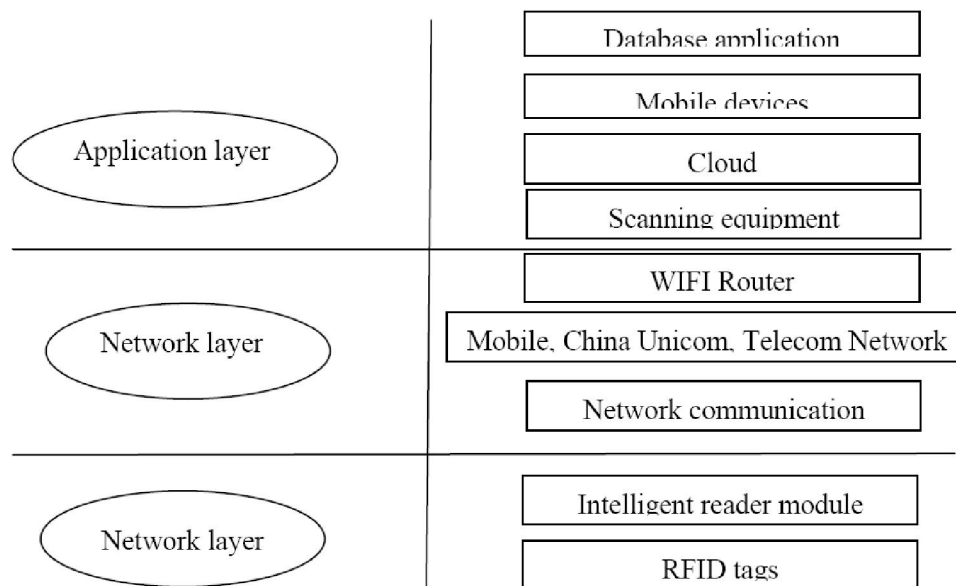 Database application
Mobile devices
Application layer
Cloud
Scanning equipment
WIFI Router
Network layer
Mobile, China Unicom, Telecom Network
Network communication
Intelligent reader module
Network layer
RFID tags